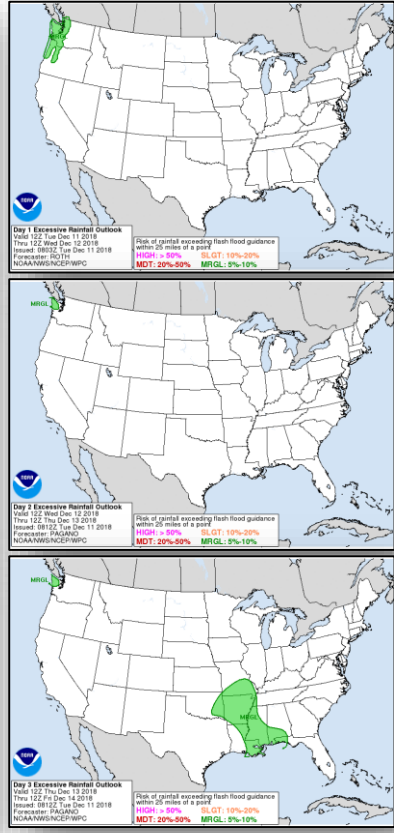 MRGL
noaa
Day 1 Excessive Rainfall Outlook
Valid 12Z Tue Dec 11 2018
Thru 12Z Wed Dec 12 2018
Issued: 0803Z Tue Dec 11 2018
Forecaster: ROTH
NOAA/NWS/NCEP/WPC
Risk of rainfall exceeding flash flood guidance
within 25 miles of a point
HIGH: > 50% SLGT: 10%-20%
MDT: 20%-50% MRGL: 5%-10%
MRGL
noaa
Day 2 Excessive Rainfall Outlook
Valid 12Z Wed Dec 12 2018
Thru 12Z Thu Dec 13 2018
Issued: 0812Z Tue Dec 11 2018
Forecaster: PAGANO
NOAA/NWS/NCEP/WPC
Risk of rainfall exceeding flash flood guidance
within 25 miles of a point
HIGH: > 50% SLGT: 10%-20%
MDT: 20%-50% MRGL: 5%-10%
MRGL
MRGL
noaa
Day 3 Excessive Rainfall Outlook
Valid 12Z Thu Dec 13 2018
Thru 12Z Fri Dec 14 2018
Issued: 0812Z Tue Dec 11 2018
Forecaster: PAGANO
NOAA/NWS/NCEP/WPC
Risk of rainfall exceeding flash flood guidance
within 25 miles of a point
HIGH: > 50% SLGT: 10%-20%
MDT: 20%-50% MRGL: 5%-10%